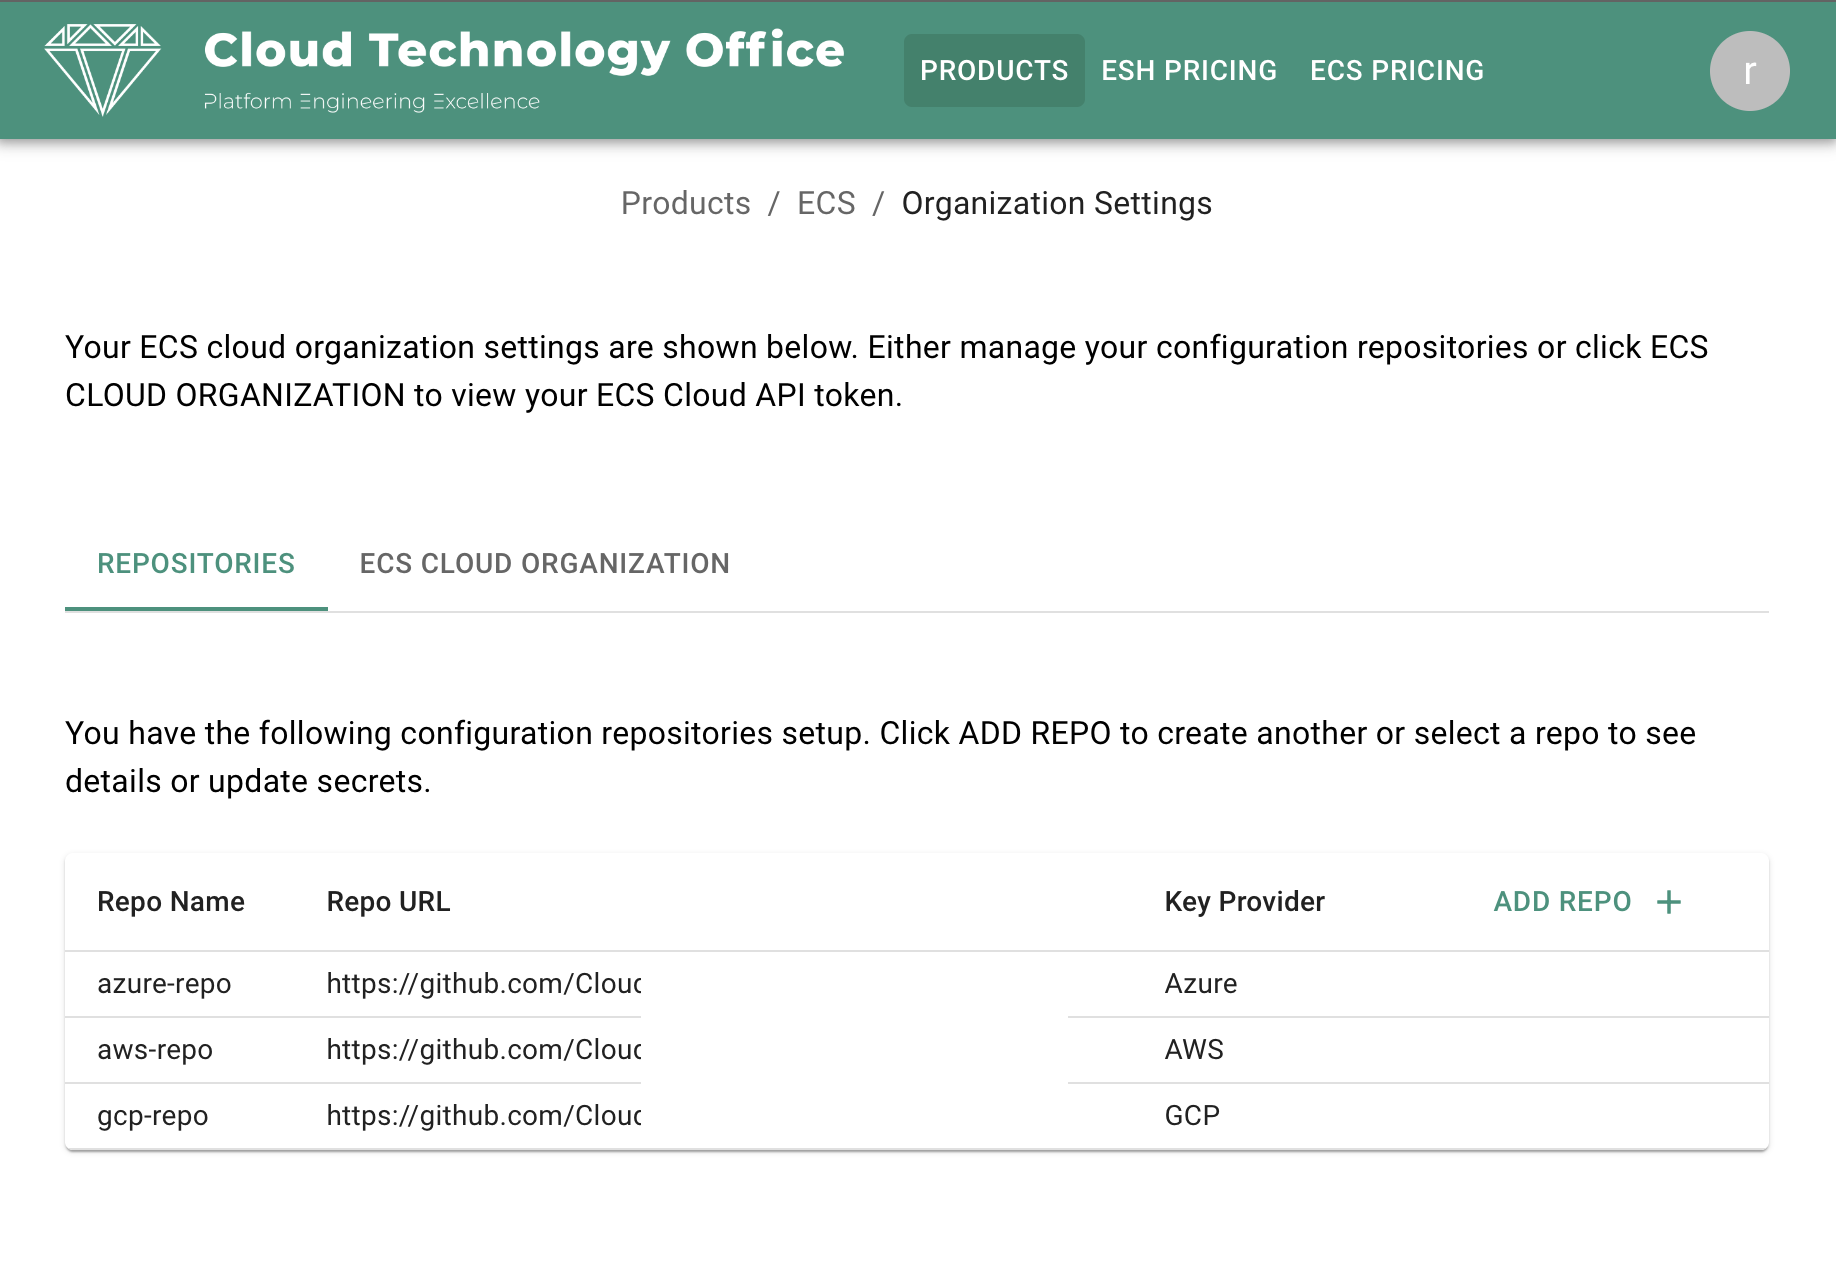 Cloud Technology Office
Platform Engineering Excellence
PRODUCTS ESH PRICING ECS PRICING
r
Products / ECS / Organization Settings
Your ECS cloud organization settings are shown below. Either manage your configuration repositories or click ECS
CLOUD ORGANIZATION to view your ECS Cloud API token.
REPOSITORIES ECS CLOUD ORGANIZATION
You have the following configuration repositories setup. Click ADD REPO to create another or select a repo to see
details or update secrets.
Repo Name Repo URL Key Provider ADD REPO +
azure-repo https://github.com/Clou Azure
aws-repo https://github.com/Clou AWS
gcp-repo https://github.com/Clou GCP